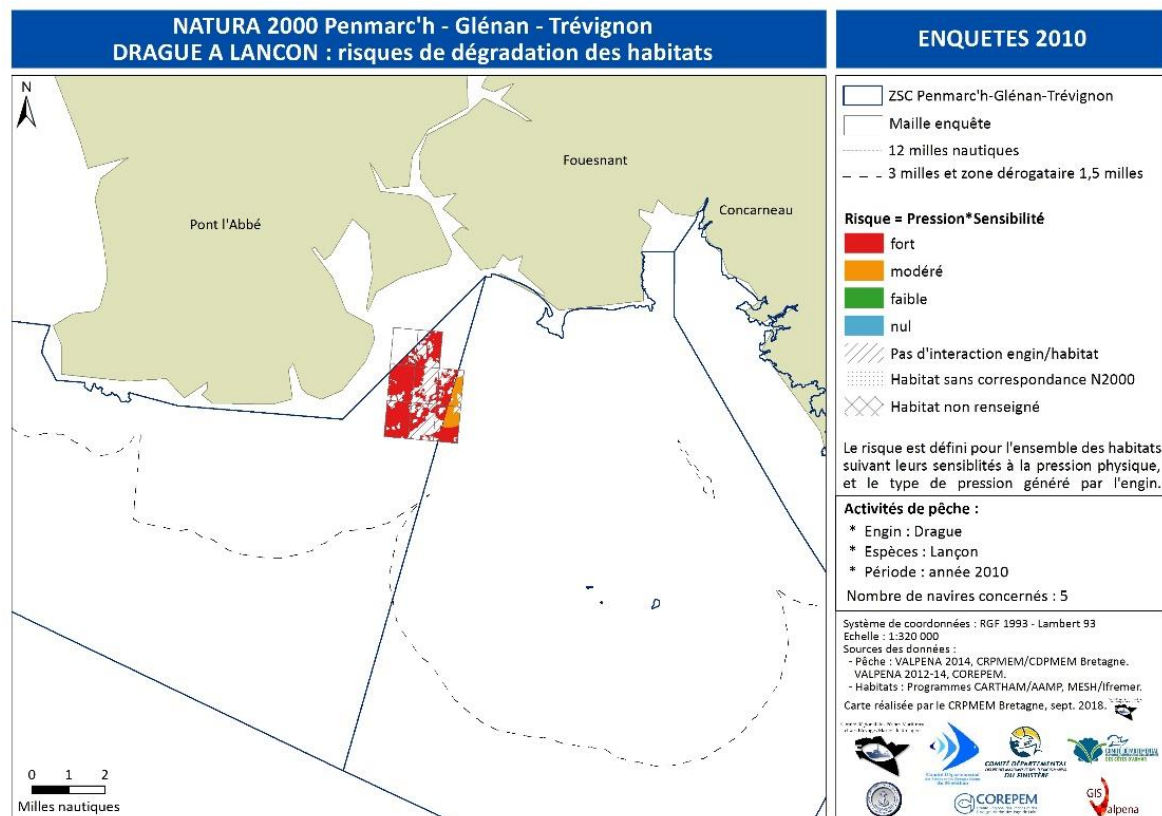 NATURA 2000 Penmarc'h - Glénan - Trévignon
DRAGUE A LANCON : risques de dégradation des habitats
ENQUETES 2010
N
Fouesnant
Concarneau
Pont l'Abbé
0 1 2
Milles nautiques
ZSC Penmarc'h-Glénan-Trévignon
Maille enquête
12 milles nautiques
3 milles et zone dérogataire 1,5 milles
Risque = Pression*Sensibilité
fort
modéré
faible
nul
Pas d'interaction engin/habitat
Habitat sans correspondance N2000
Habitat non renseigné
Le risque est défini pour l'ensemble des habitats
suivant leurs sensiblités à la pression physique,
et le type de pression généré par l'engin.
Activités de pêche :
* Engin : Drague
* Espèces : Lançon
* Période : année 2010
Nombre de navires concernés : 5
Système de coordonnées : RGF 1993 - Lambert 93
Echelle : 1:320 000
Sources des données :
- Pêche : VALPENA 2014, CRPMEM/CDPMEM Bretagne.
VALPENA 2012-14, COREPEM.
- Habitats : Programmes CARTHAM/AAMP, MESH/Ifremer.
Carte réalisée par le CRPMEM Bretagne, sept. 2018.
Comité Départemental
COMITÉ DÉPARTEMENTAL
DU FINISTÈRE
COMITÉ DÉPARTEMENTAL
DES CÔTES D'ARMOR
COREPEM
GIS
Valpena